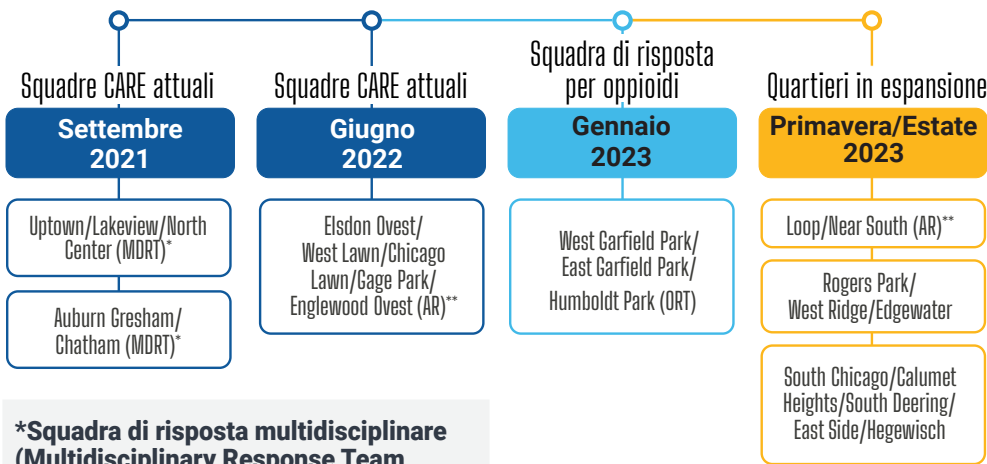 Squadre CARE attuali
Settembre
2021
Uptown/Lakeview/North
Center (MDRT)*
Auburn Gresham/
Chatham (MDRT)*
Squadre CARE attuali
Giugno
2022
Elsdon Ovest/
West Lawn/Chicago
Lawn/Gage Park/
Englewood Ovest (AR)**
Squadra di risposta
per oppioidi
Gennaio
2023
West Garfield Park/
East Garfield Park/
Humboldt Park (ORT)
Quartieri in espansione
Primavera/Estate
2023
Loop/Near South (AR)**
Rogers Park/
West Ridge/Edgewater
South Chicago/Calumet
Heights/South Deering/
East Side/Hegewisch
*Squadra di risposta multidisciplinare
(Multidisciplinary Response Team